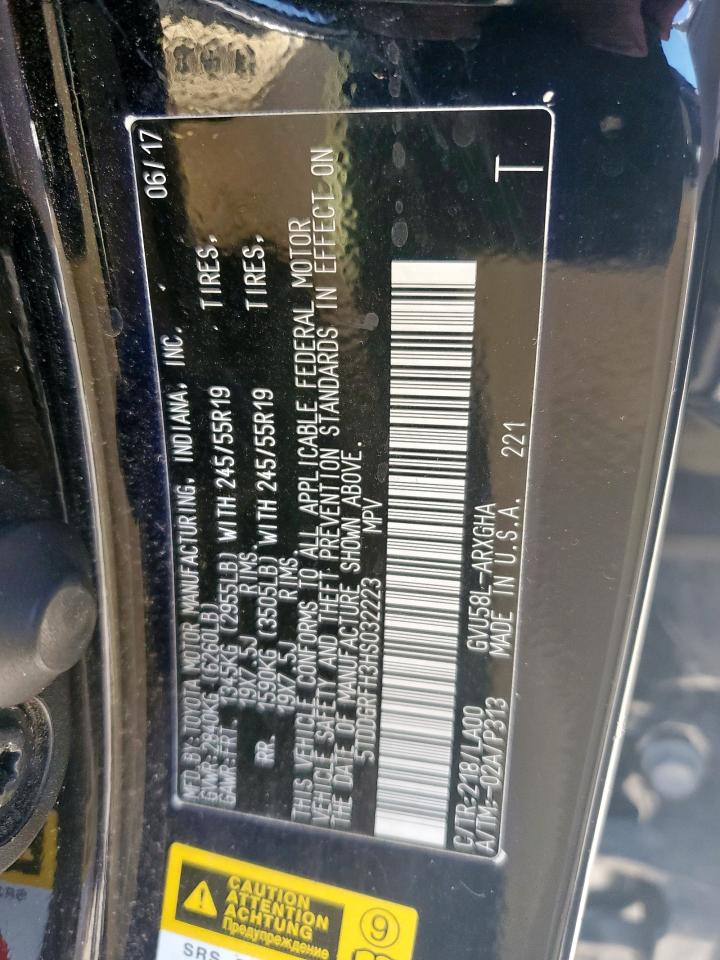 MFD.BY:TOYOTA MOTOR MANUFACTURING, INDIANA, INC. 06/17
GVWR:2840KG (6260LB)
GAWR:FRT. 1345KG (2955LB) WITH 245/55R19 TIRES,
19X7.5J RIMS,
RR. 1590KG (3505LB) WITH 245/55R19 TIRES,
19X7.5J RIMS,
THIS VEHICLE CONFORMS TO ALL APPLICABLE FEDERAL MOTOR
VEHICLE SAFETY AND THEFT PREVENTION STANDARDS IN EFFECT ON
THE DATE OF MANUFACTURE SHOWN ABOVE.
5TDDGRFH3HS032223 MPV
C/TR:218/LA00 GVU58L-ARXGHA
A/TM:-02A/P313 MADE IN U.S.A. 221 T
CAUTION
ATTENTION
ACHTUNG
Предупреждение
9
SRS